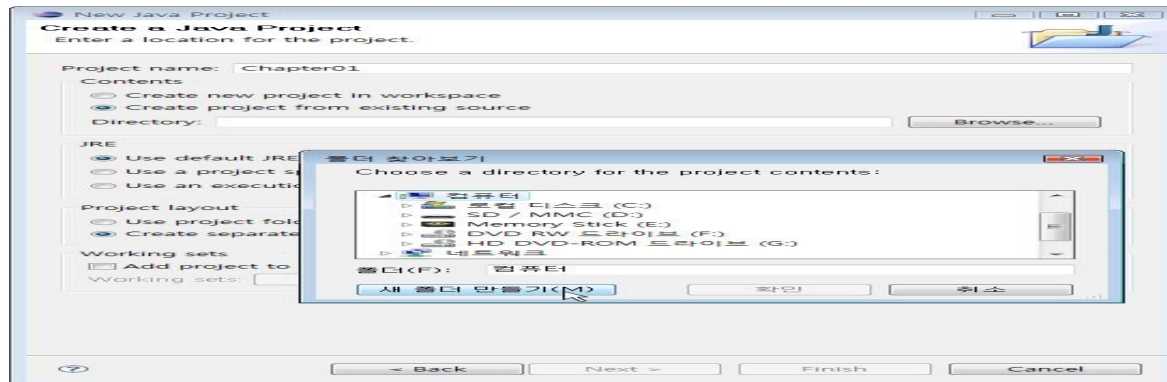 New Java Project
Create a Java Project
Enter a location for the project.
Project name: Chapter01
Contents
Create new project in workspace
Create project from existing source
Directory:
Browse...
JRE
Use default JRE
Use a project s
Use an executio
Project layout
Use project fold
Create separate
Working sets
Add project to
Working sets:
폴더 찾아보기
Choose a directory for the project contents:
컴퓨터
로컬 디스크 (C:)
SD / MMC (D:)
Memory Stick (E:)
DVD RW 드라이브 (F:)
HD DVD-ROM 드라이브 (G:)
네트워크
폴더(F): 컴퓨터
새 폴더 만들기(M) 확인 취소
< Back Next > Finish Cancel